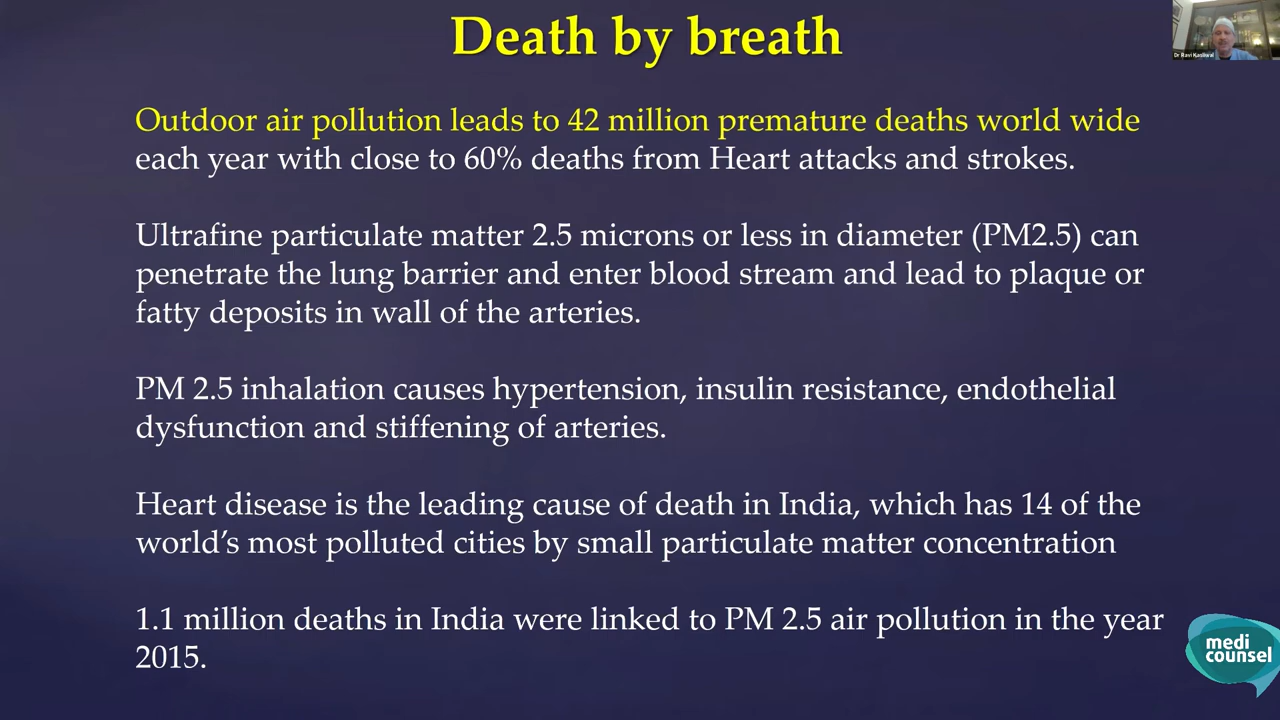 Death by breath
Dr Ravi Kasliwal
Outdoor air pollution leads to 42 million premature deaths world wide
each year with close to 60% deaths from Heart attacks and strokes.
Ultrafine particulate matter 2.5 microns or less in diameter (PM2.5) can
penetrate the lung barrier and enter blood stream and lead to plaque or
fatty deposits in wall of the arteries.
PM 2.5 inhalation causes hypertension, insulin resistance, endothelial
dysfunction and stiffening of arteries.
Heart disease is the leading cause of death in India, which has 14 of the
world’s most polluted cities by small particulate matter concentration
1.1 million deaths in India were linked to PM 2.5 air pollution in the year
2015.
medi
counsel